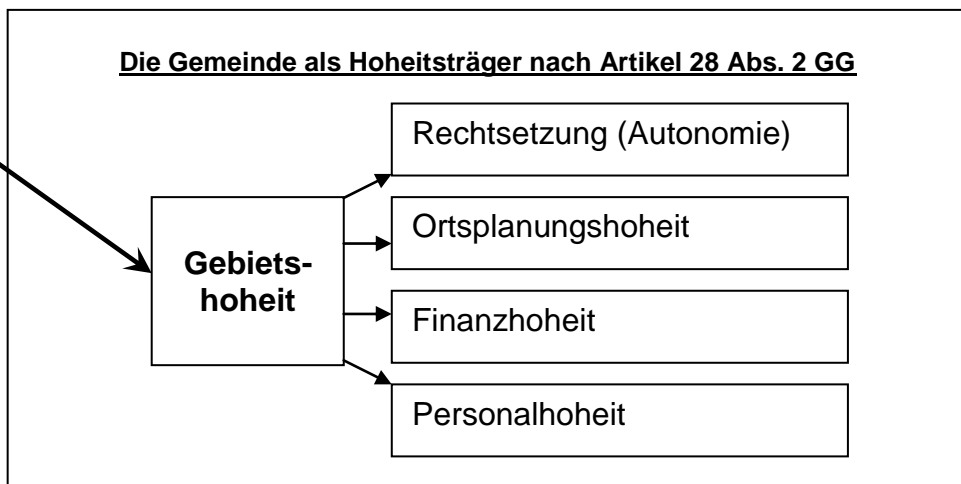 Die Gemeinde als Hoheitsträger nach Artikel 28 Abs. 2 GG
Rechtsetzung (Autonomie)
Ortsplanungshoheit
Gebiets-
hoheit
Finanzhoheit
Personalhoheit